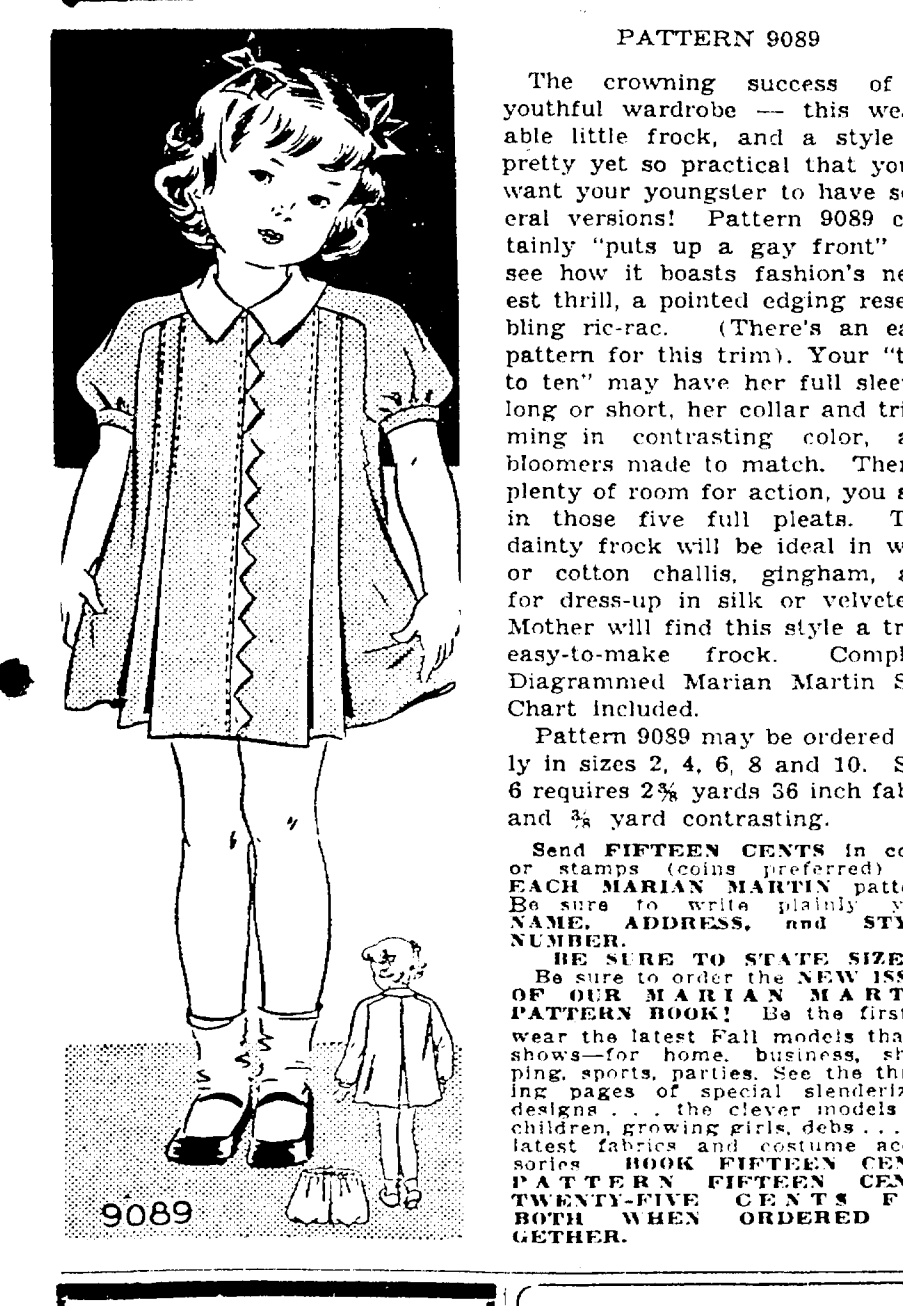 PATTERN 9089
The crowning success of
youthful wardrobe — this wea
able little frock, and a style
pretty yet so practical that you
want your youngster to have se
eral versions! Pattern 9089 c
tainly "puts up a gay front"
see how it boasts fashion's ne
est thrill, a pointed edging rese
bling ric-rac. (There's an ea
pattern for this trim). Your "t
to ten" may have her full slee
long or short, her collar and tri
ming in contrasting color, a
bloomers made to match. Ther
plenty of room for action, you s
in those five full pleats. T
dainty frock will be ideal in w
or cotton challis, gingham, a
for dress-up in silk or velvete
Mother will find this style a tr
easy-to-make frock. Compl
Diagrammed Marian Martin S
Chart included.
Pattern 9089 may be ordered
ly in sizes 2, 4, 6, 8 and 10. S
6 requires 2⅜ yards 36 inch fab
and ⅜ yard contrasting.
Send FIFTEEN CENTS in co
or stamps (coins preferred)
EACH MARIAN MARTIN patt
Be sure to write plainly y
NAME, ADDRESS, and STY
NUMBER.
BE SURE TO STATE SIZE
Be sure to order the NEW ISS
OF OUR MARIAN MART
PATTERN BOOK! Be the first
wear the latest Fall models tha
shows—for home, business, sh
ping, sports, parties. See the thr
ing pages of special slenderiz
designs . . . the clever models
children, growing girls, debs . . .
latest fabrics and costume ac
sories BOOK FIFTEEN CEN
PATTERN FIFTEEN CEN
TWENTY-FIVE CENTS F
BOTH WHEN ORDERED
GETHER.
9089